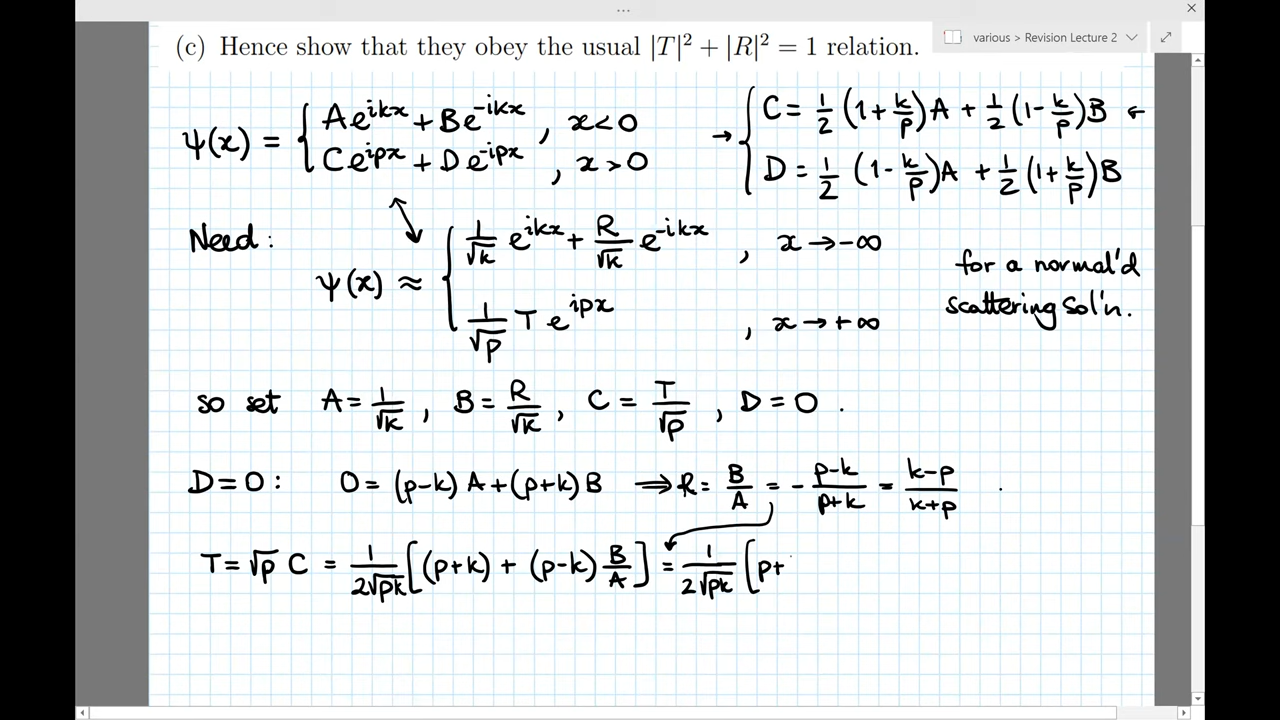 (c) Hence show that they obey the usual |T|² + |R|² = 1 relation.
various > Revision Lecture 2
ψ(x) = { Ae^{ikx} + Be^{-ikx} , x<0
Ce^{ipx} + De^{-ipx} , x>0
→ { C = 1/2 (1+k/p)A + 1/2 (1-k/p)B ←
D = 1/2 (1-k/p)A + 1/2 (1+k/p)B
Need:
ψ(x) ≈ { 1/√k e^{ikx} + R/√k e^{-ikx} , x → -∞
1/√p T e^{ipx} , x → +∞
for a normal'd
scattering sol'n.
so set A = 1/√k , B = R/√k , C = T/√p , D = 0 .
D=0: 0 = (p-k) A + (p+k) B ⟹ R = B/A = - (p-k)/(p+k) = (k-p)/(k+p) .
T = √p C = 1/(2√pk) [(p+k) + (p-k) B/A] = 1/(2√pk) [p+